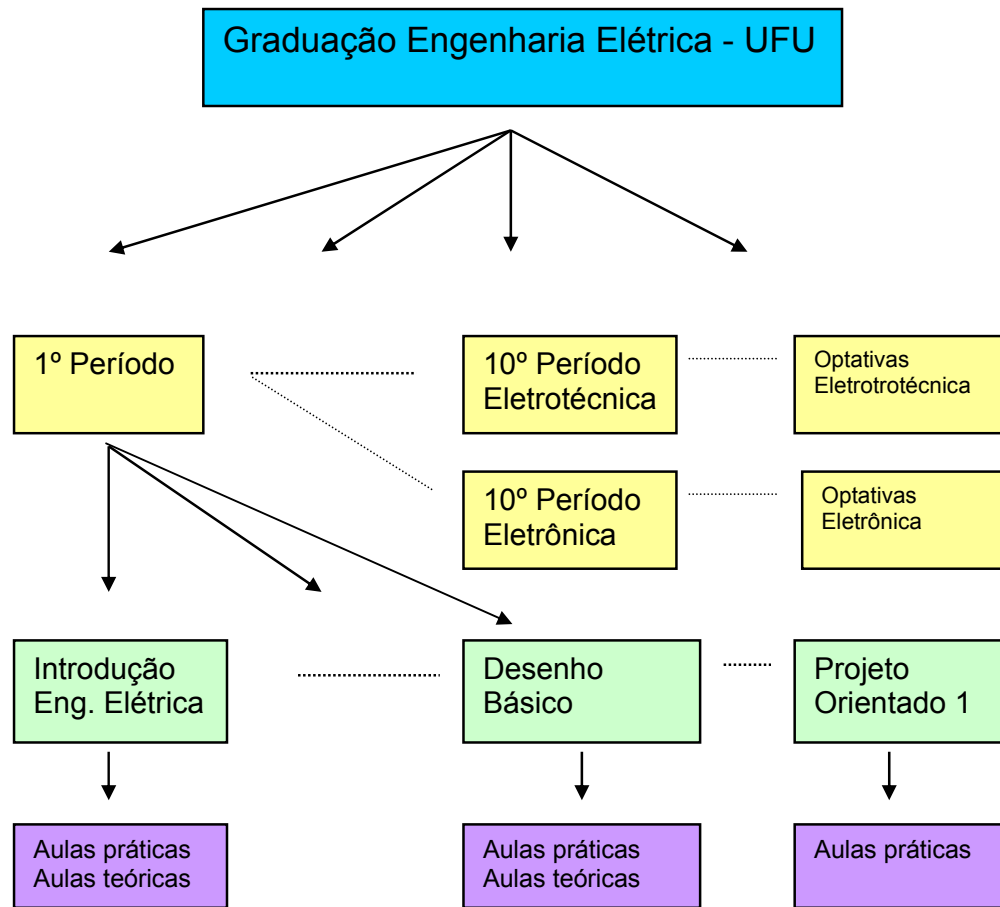 Graduação Engenharia Elétrica - UFU
1º Período
10º Período
Eletrotécnica
Optativas
Eletrotrotécnica
10º Período
Eletrônica
Optativas
Eletrônica
Introdução
Eng. Elétrica
Desenho
Básico
Projeto
Orientado 1
Aulas práticas
Aulas teóricas
Aulas práticas
Aulas teóricas
Aulas práticas